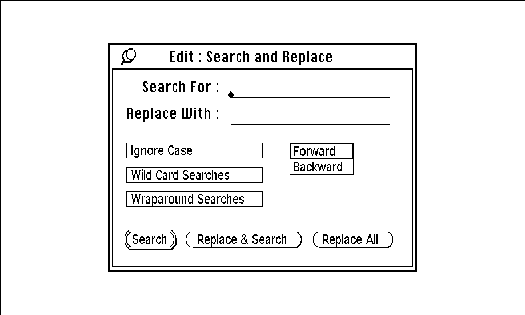 Edit : Search and Replace
Search For :
Replace With :
Ignore Case
Forward
Backward
Wild Card Searches
Wraparound Searches
Search Replace & Search Replace All